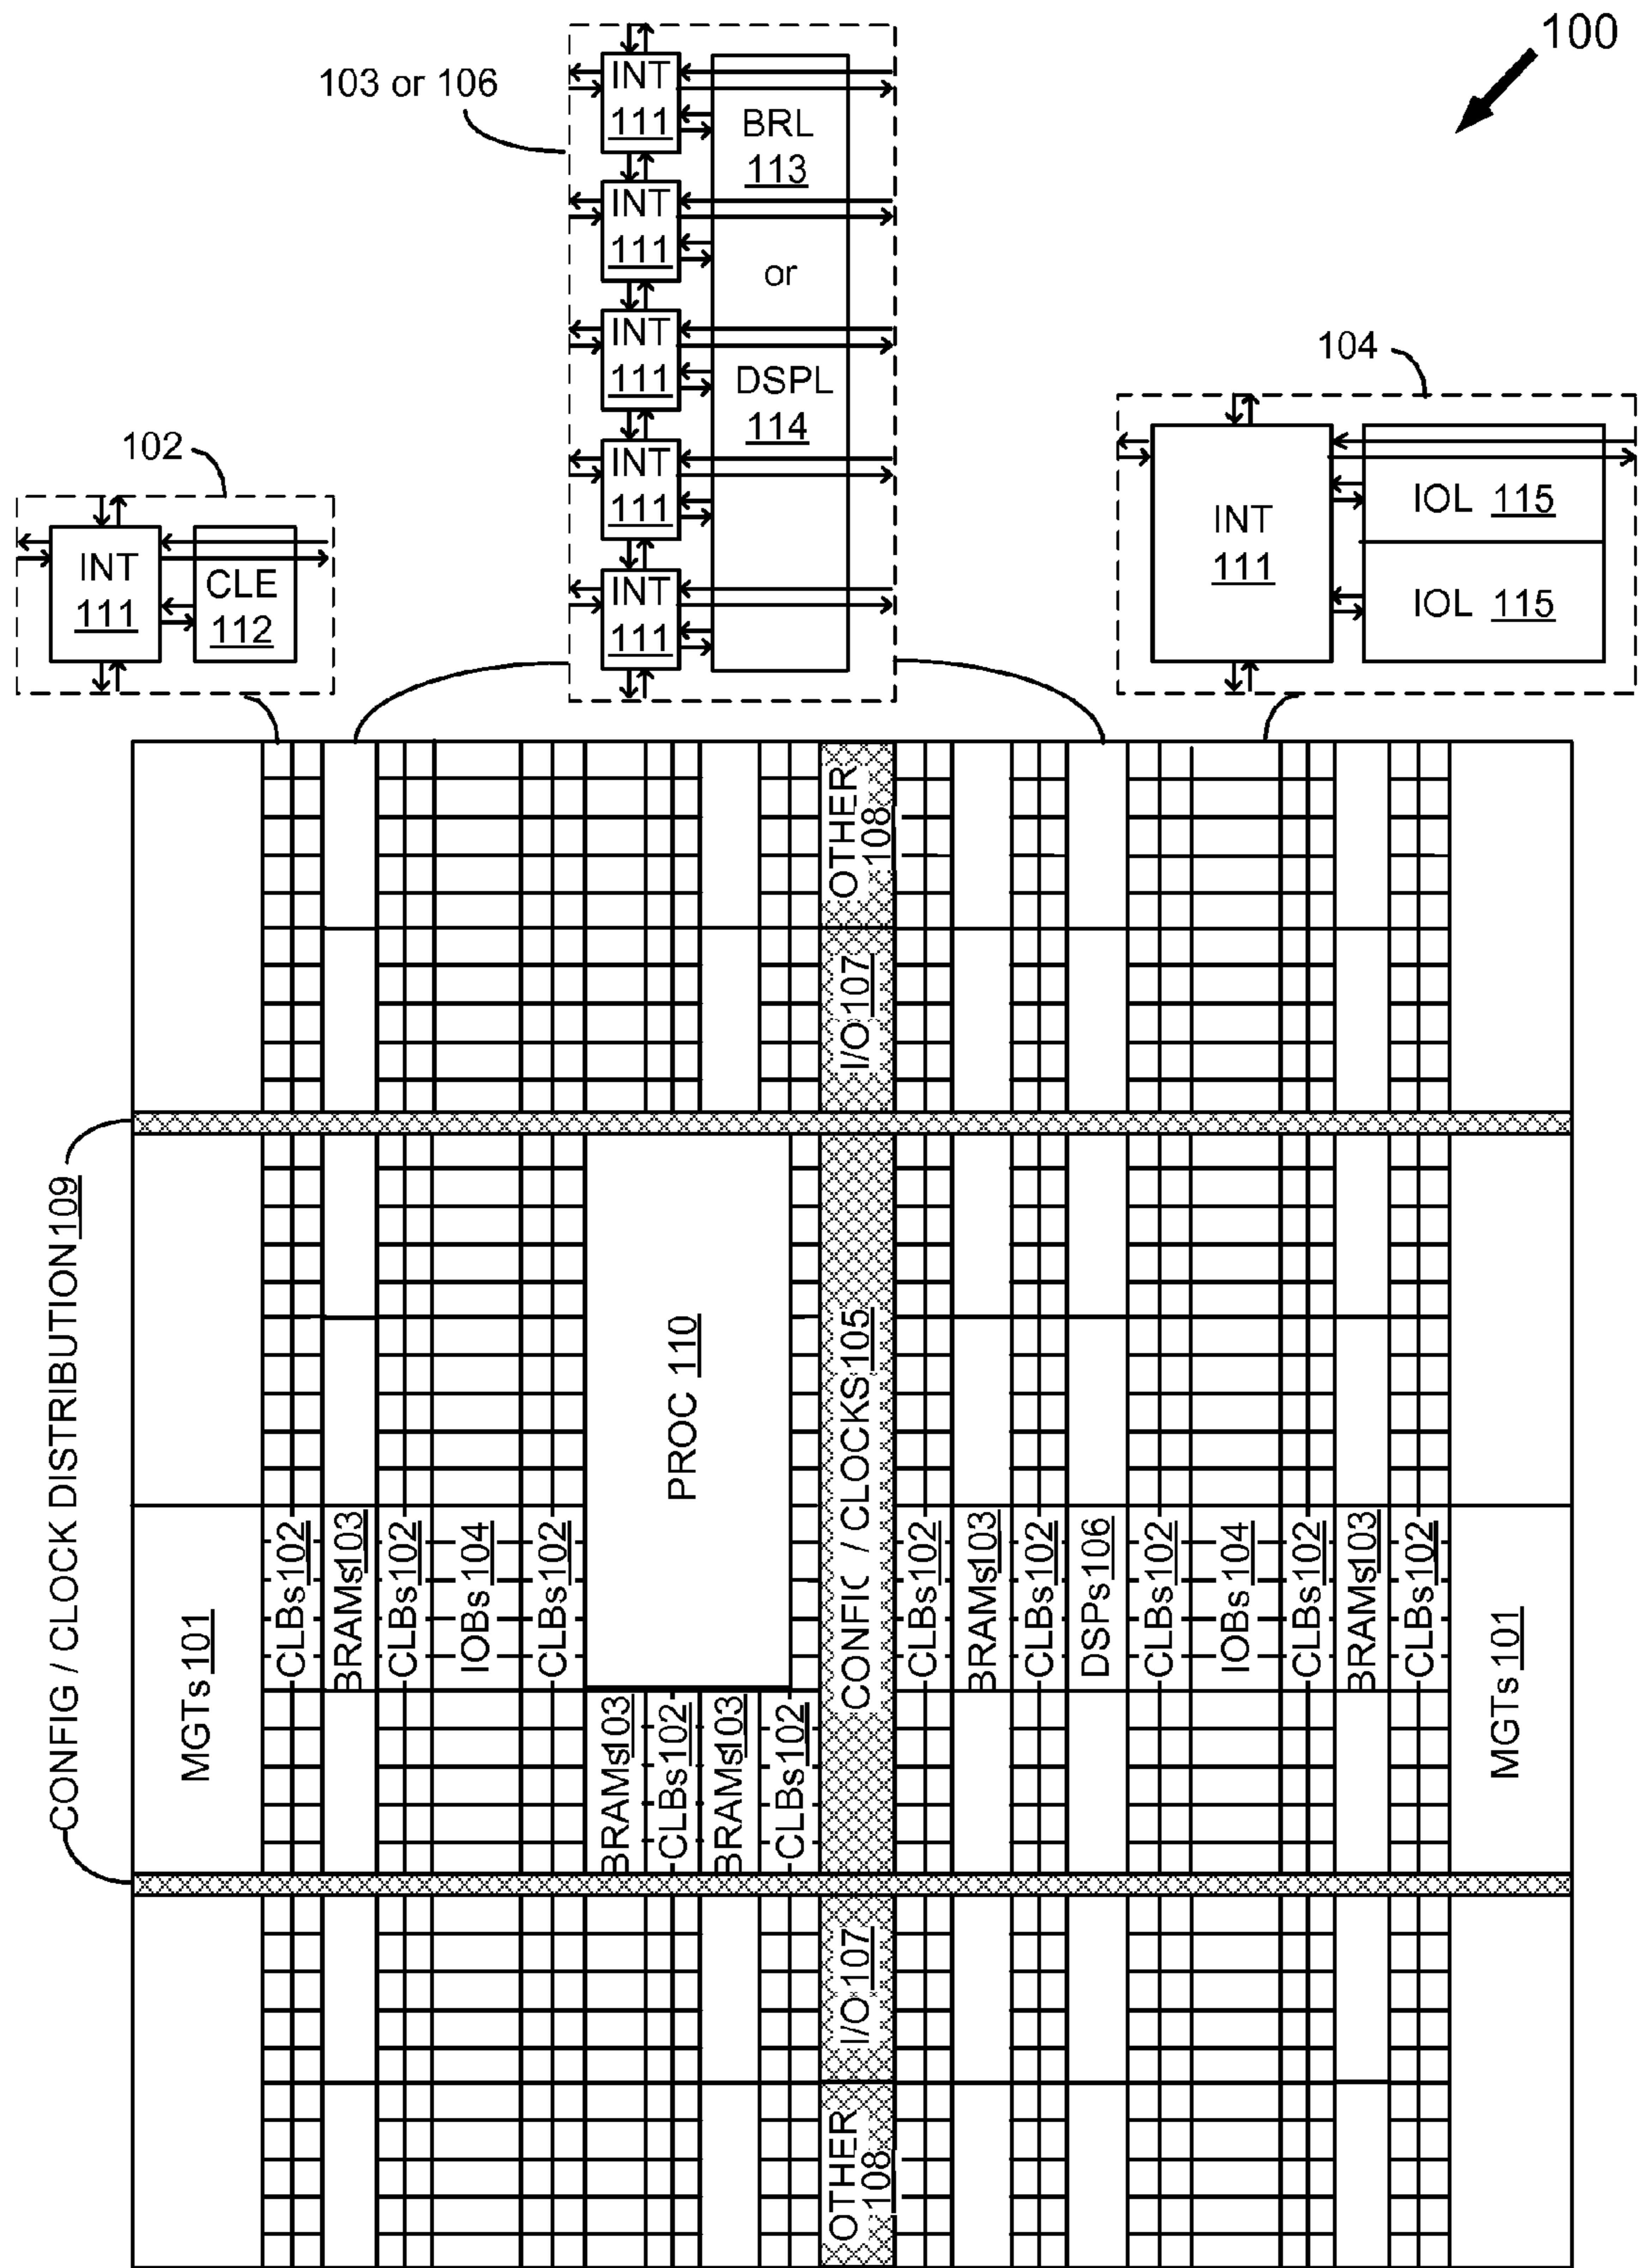 100
103 or 106
INT
111
INT
111
INT
111
INT
111
INT
111
BRL
113
or
DSPL
114
104
INT
111
IOL 115
IOL 115
102
INT
111
CLE
112
CONFIG / CLOCK DISTRIBUTION 109
OTHER
108
I/O 107
PROC 110
CONFIG / CLOCKS 105
MGTs 101
CLBs 102
BRAMs 103
CLBs 102
IOBs 104
CLBs 102
BRAMs 103
CLBs 102
BRAMs 103
CLBs 102
CLBs 102
BRAMs 103
CLBs 102
DSPs 106
CLBs 102
IOBs 104
CLBs 102
BRAMs 103
CLBs 102
MGTs 101
I/O 107
OTHER
108